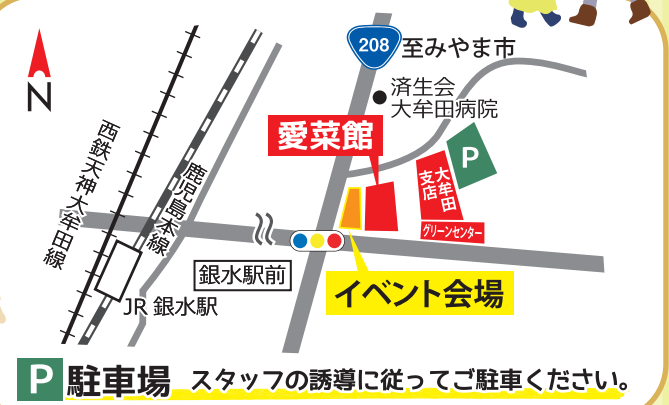 208
至みやま市
N
済生会
大牟田病院
愛菜館
P
大牟田
支店
西鉄天神大牟田線
鹿児島本線
グリーンセンター
銀水駅前
イベント会場
JR 銀水駅
P 駐車場 スタッフの誘導に従ってご駐車ください。